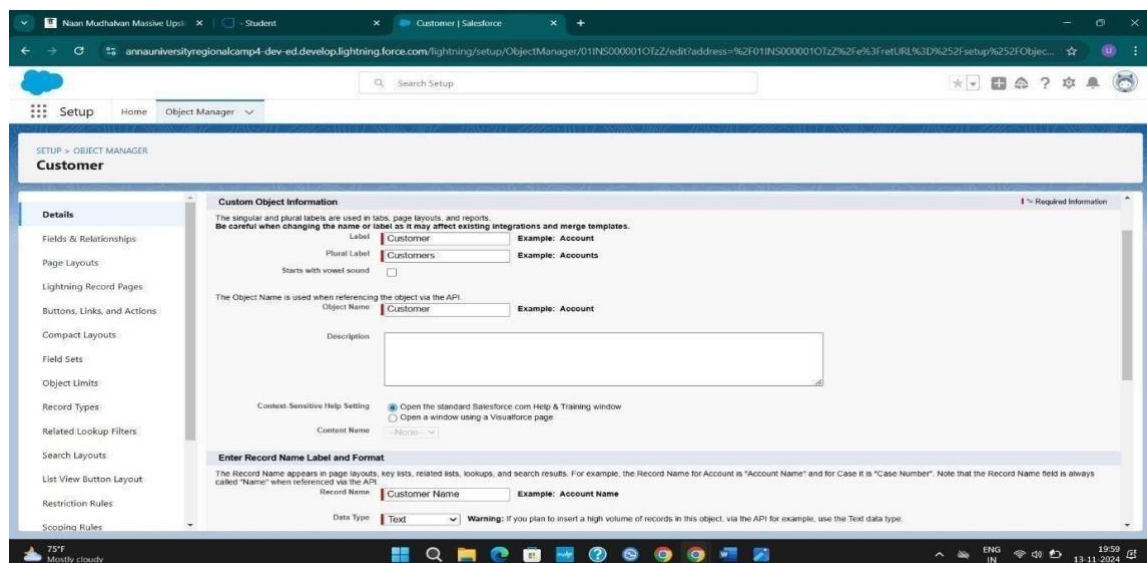 Naan Mudhalvan Massive Upsk
- Student
Customer | Salesforce
annauniversityregionalcamp4-dev-ed.develop.lightning.force.com/lightning/setup/ObjectManager/01INS000001OTzZ/edit?address=%2F01INS000001OTzZ%2Fe%3FretURL%3D%252Fsetup%252FObjec...
Search Setup
Setup Home Object Manager
SETUP > OBJECT MANAGER
Customer
Details
Fields & Relationships
Page Layouts
Lightning Record Pages
Buttons, Links, and Actions
Compact Layouts
Field Sets
Object Limits
Record Types
Related Lookup Filters
Search Layouts
List View Button Layout
Restriction Rules
Scoping Rules
Custom Object Information
= Required Information
The singular and plural labels are used in tabs, page layouts, and reports.
Be careful when changing the name or label as it may affect existing integrations and merge templates.
Label Customer Example: Account
Plural Label Customers Example: Accounts
Starts with vowel sound
The Object Name is used when referencing the object via the API.
Object Name Customer Example: Account
Description
Context-Sensitive Help Setting Open the standard Salesforce.com Help & Training window
Open a window using a Visualforce page
Content Name --None--
Enter Record Name Label and Format
The Record Name appears in page layouts, key lists, related lists, lookups, and search results. For example, the Record Name for Account is "Account Name" and for Case it is "Case Number". Note that the Record Name field is always
called "Name" when referenced via the API.
Record Name Customer Name Example: Account Name
Data Type Text Warning: If you plan to insert a high volume of records in this object, via the API for example, use the Text data type.
75°F
Mostly cloudy
ENG
IN
19:59
13-11-2024